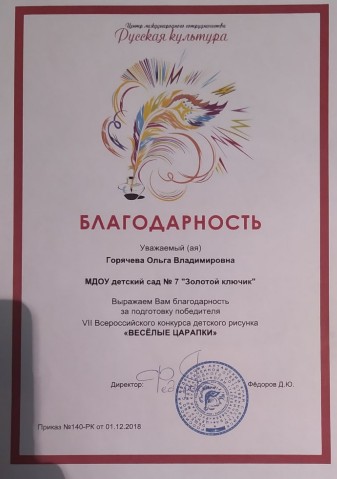 Центр международного сотрудничества
Русская культура
БЛАГОДАРНОСТЬ
Уважаемый (ая)
Горячева Ольга Владимировна
МДОУ детский сад № 7 "Золотой ключик"
Выражаем Вам благодарность
за подготовку победителя
VII Всероссийского конкурса детского рисунка
«ВЕСЁЛЫЕ ЦАРАПКИ»
Директор: Фёдоров Д.Ю.
Приказ №140-РК от 01.12.2018